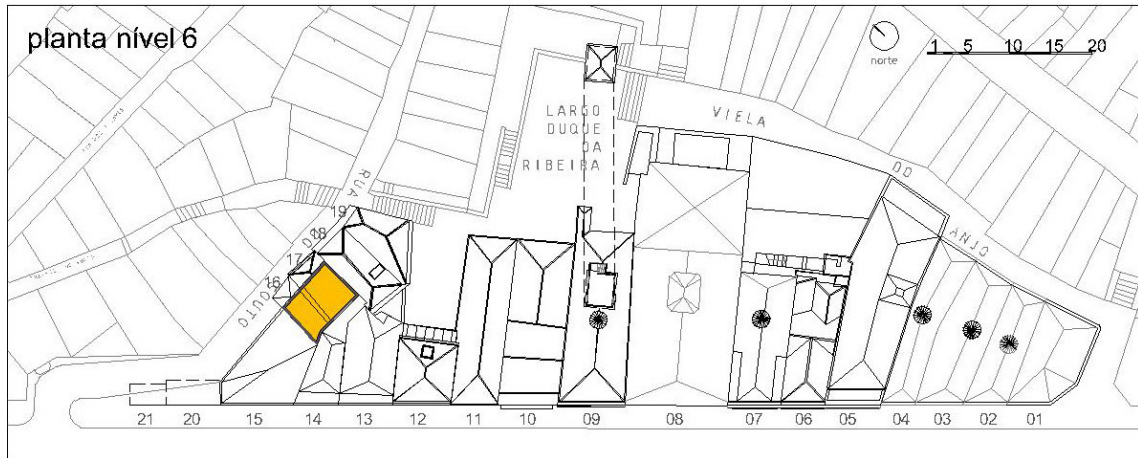 planta nível 6
norte
1 5 10 15 20
LARGO
DUQUE
DA
RIBEIRA
VIELA
DO
ANJO
RUA
DO
COUTO
19
18
17
16
21 20 15 14 13 12 11 10 09 08 07 06 05 04 03 02 01